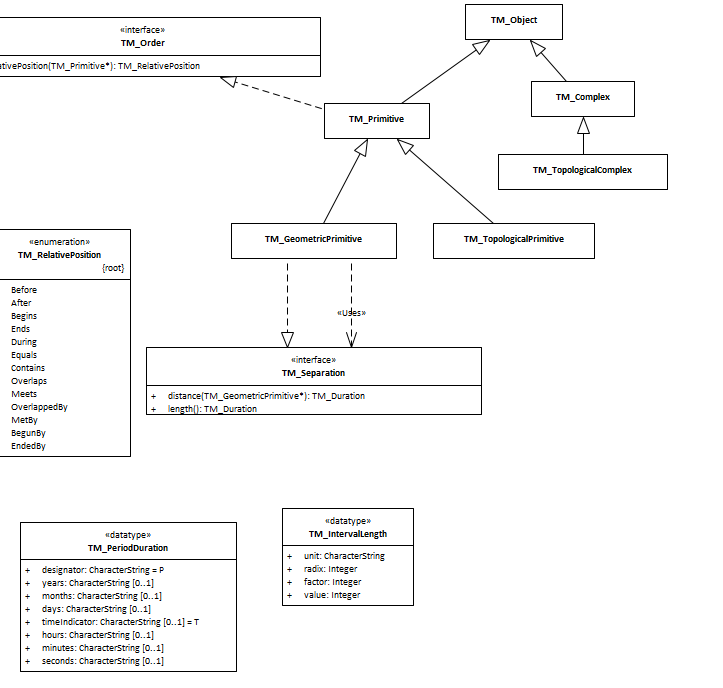 «interface»
TM_Order
TM_Object
ativePosition(TM_Primitive*): TM_RelativePosition
TM_Complex
TM_Primitive
TM_TopologicalComplex
TM_GeometricPrimitive
TM_TopologicalPrimitive
«enumeration»
TM_RelativePosition
{root}
Before
After
Begins
Ends
During
Equals
Contains
Overlaps
Meets
OverlappedBy
MetBy
BegunBy
EndedBy
«Uses»
«interface»
TM_Separation
+ distance(TM_GeometricPrimitive*): TM_Duration
+ length(): TM_Duration
«datatype»
TM_PeriodDuration
+ designator: CharacterString = P
+ years: CharacterString [0..1]
+ months: CharacterString [0..1]
+ days: CharacterString [0..1]
+ timeIndicator: CharacterString [0..1] = T
+ hours: CharacterString [0..1]
+ minutes: CharacterString [0..1]
+ seconds: CharacterString [0..1]
«datatype»
TM_IntervalLength
+ unit: CharacterString
+ radix: Integer
+ factor: Integer
+ value: Integer